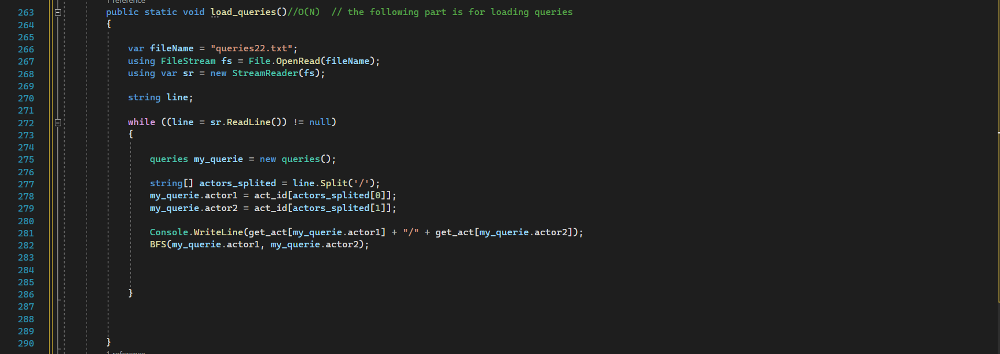 1 reference
263 public static void load_queries()//O(N)  // the following part is for loading queries
264 {
265
266 var fileName = "queries22.txt";
267 using FileStream fs = File.OpenRead(fileName);
268 using var sr = new StreamReader(fs);
269
270 string line;
271
272 while ((line = sr.ReadLine()) != null)
273 {
274
275 queries my_querie = new queries();
276
277 string[] actors_splited = line.Split('/');
278 my_querie.actor1 = act_id[actors_splited[0]];
279 my_querie.actor2 = act_id[actors_splited[1]];
280
281 Console.WriteLine(get_act[my_querie.actor1] + "/" + get_act[my_querie.actor2]);
282 BFS(my_querie.actor1, my_querie.actor2);
283
284
285
286 }
287
288
289
290 }
1 reference